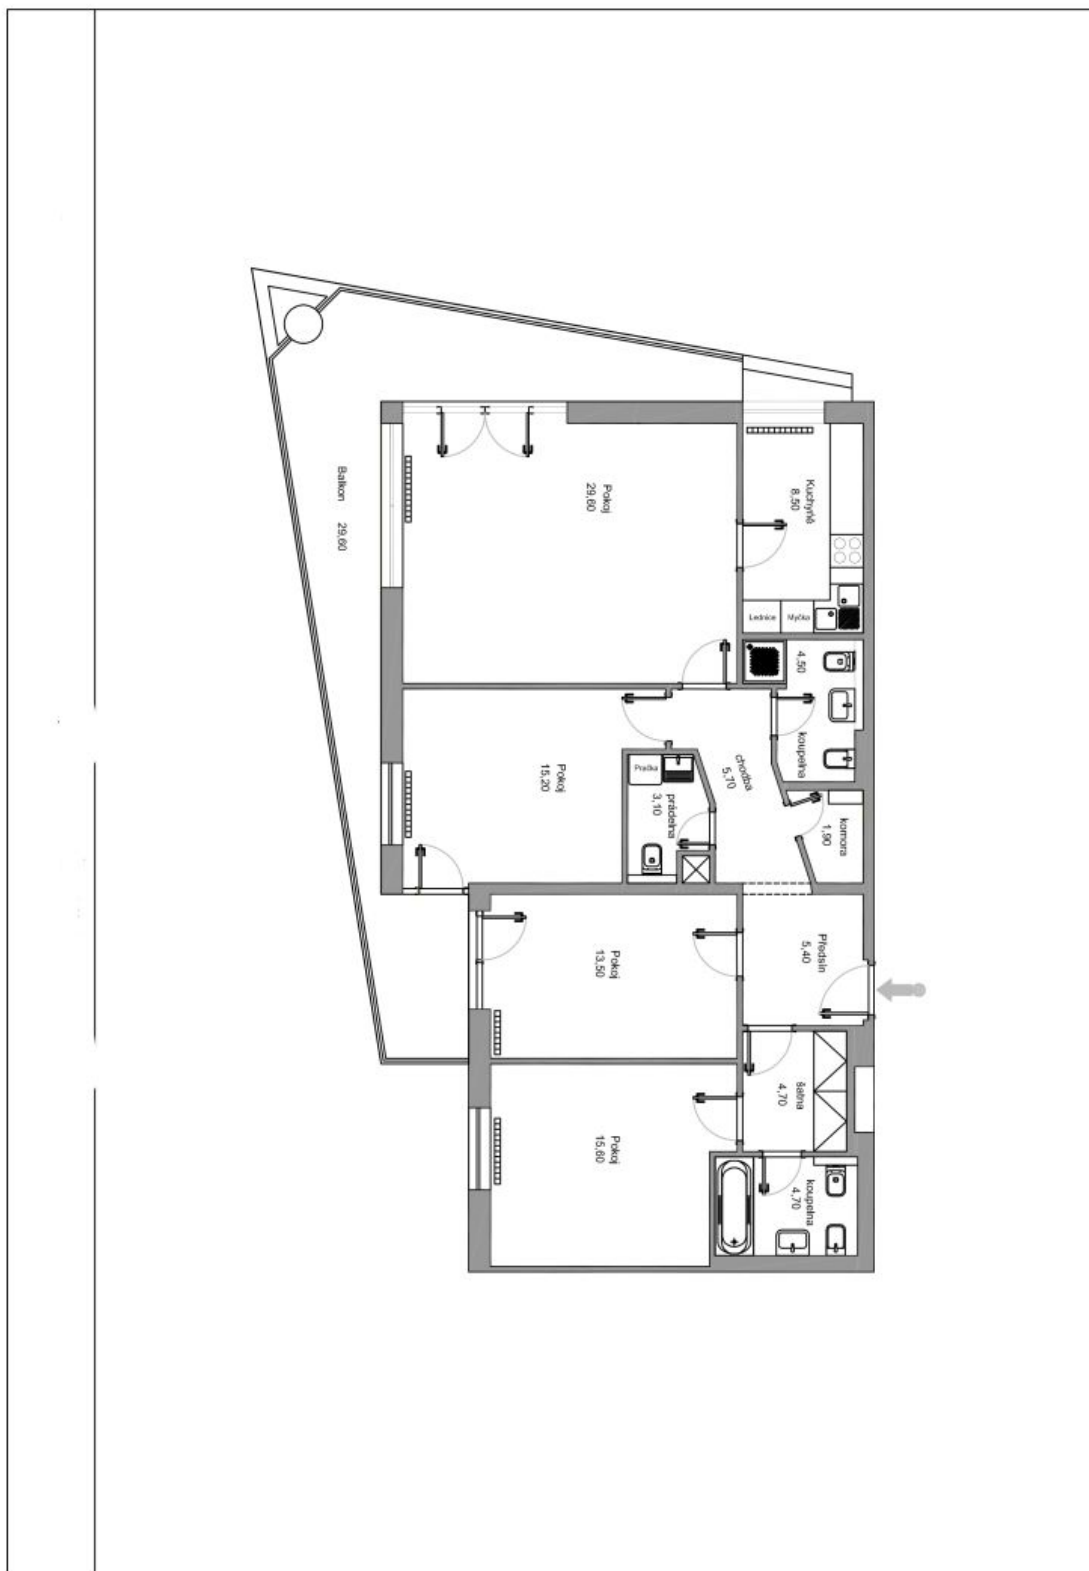 Balkon 29,60
Pokoj
29,60
Kuchyně
8,50
Lednice
Myčka
4,50
koupelna
Pokoj
15,20
Pračka
prádelna
3,10
chodba
5,70
komora
1,90
Pokoj
13,50
Předsín
5,40
šatna
4,70
Pokoj
15,60
koupelna
4,70